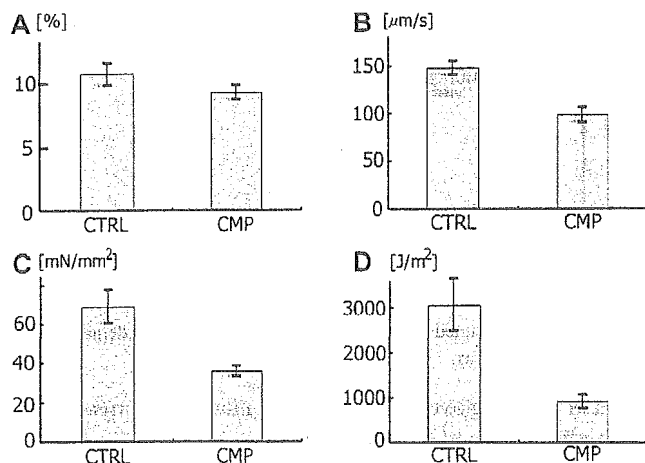 A [%]
10
5
0
CTRL CMP
B [μm/s]
150
100
50
0
CTRL CMP
C [mN/mm²]
60
40
20
0
CTRL CMP
D [J/m²]
3000
2000
1000
0
CTRL CMP